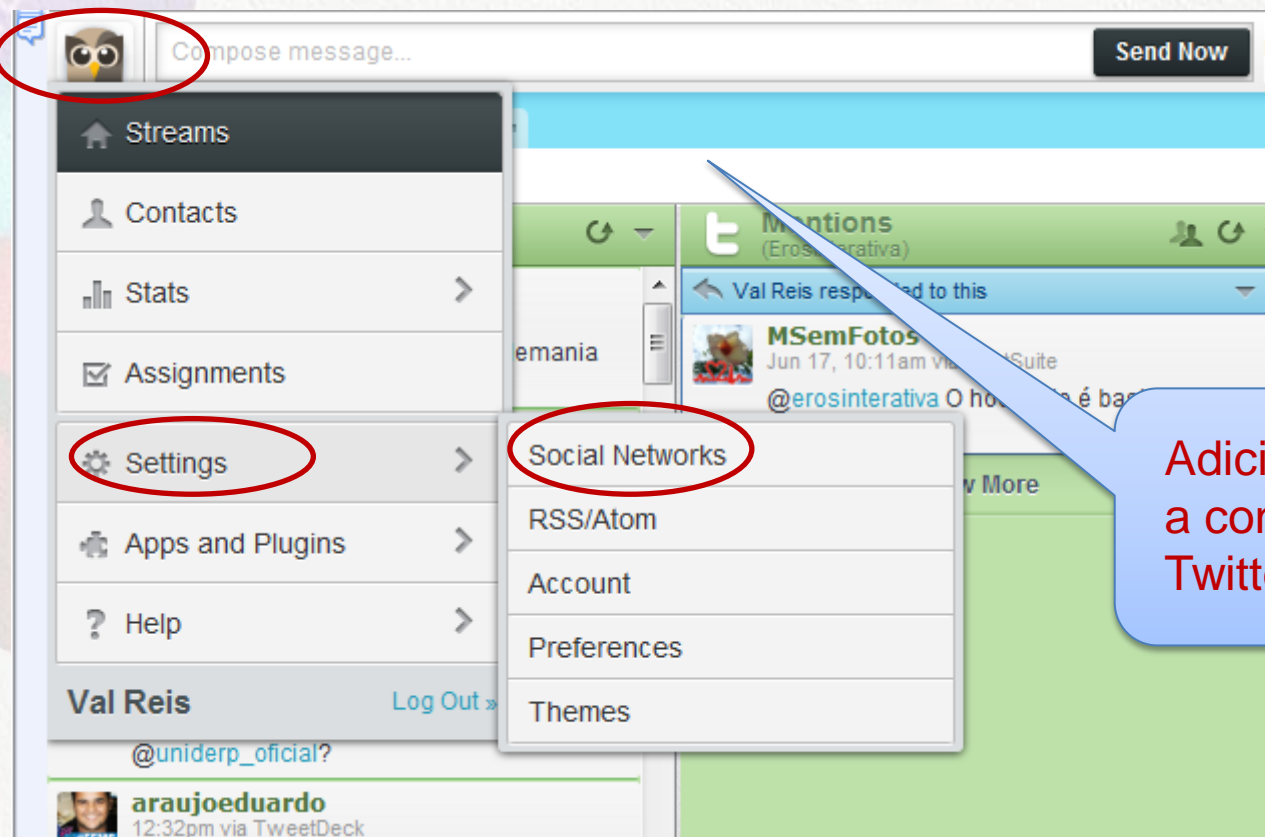 Compose message...
Send Now
Streams
Contacts
Stats
Assignments
Settings
Apps and Plugins
Help
Val Reis
Log Out »
Social Networks
RSS/Atom
Account
Preferences
Themes
emania
@uniderp_oficial?
araujoeduardo
12:32pm via TweetDeck
Mentions
Val Reis responded to this
MSemFotos
Jun 17, 10:11am
@erosinterativa O
é
More
a